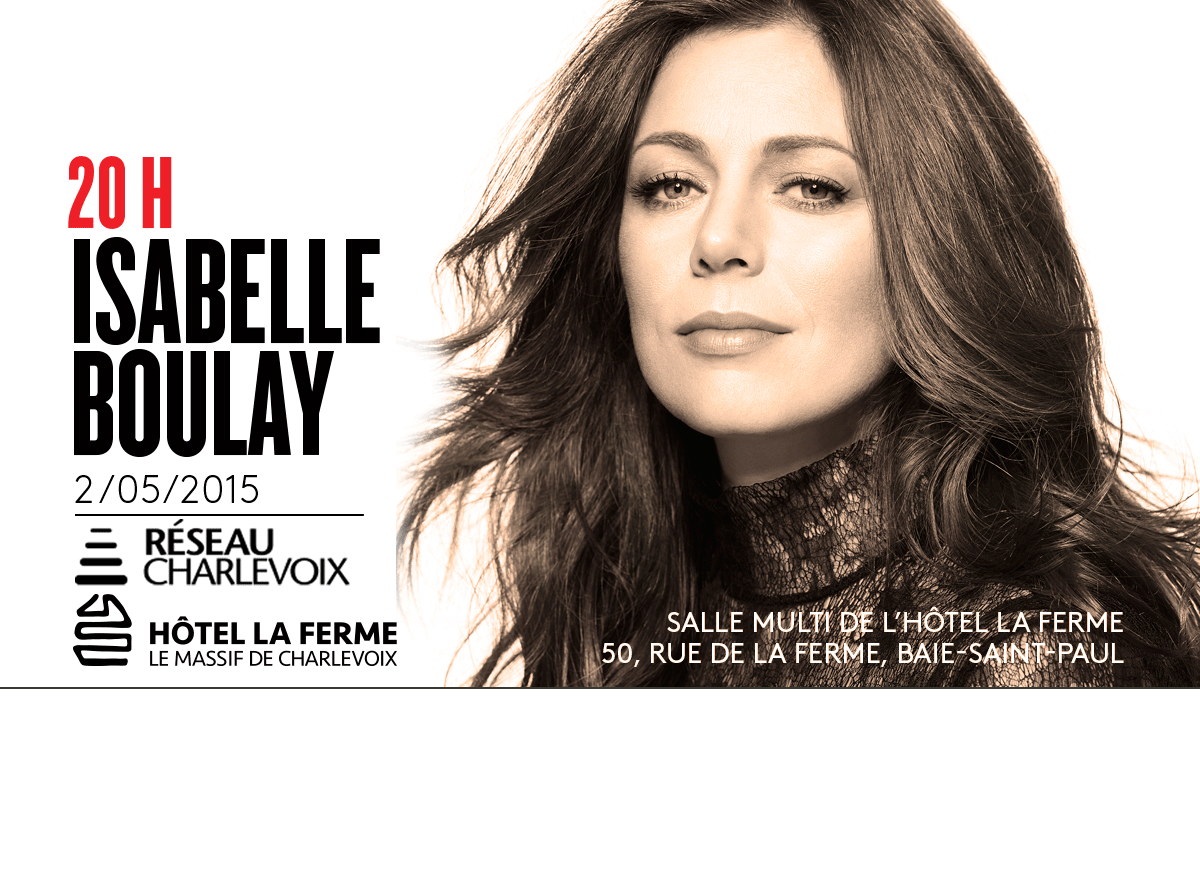 20 H
ISABELLE
BOULAY
2/05/2015
RÉSEAU
CHARLEVOIX
HÔTEL LA FERME
LE MASSIF DE CHARLEVOIX
SALLE MULTI DE L'HÔTEL LA FERME
50, RUE DE LA FERME, BAIE-SAINT-PAUL